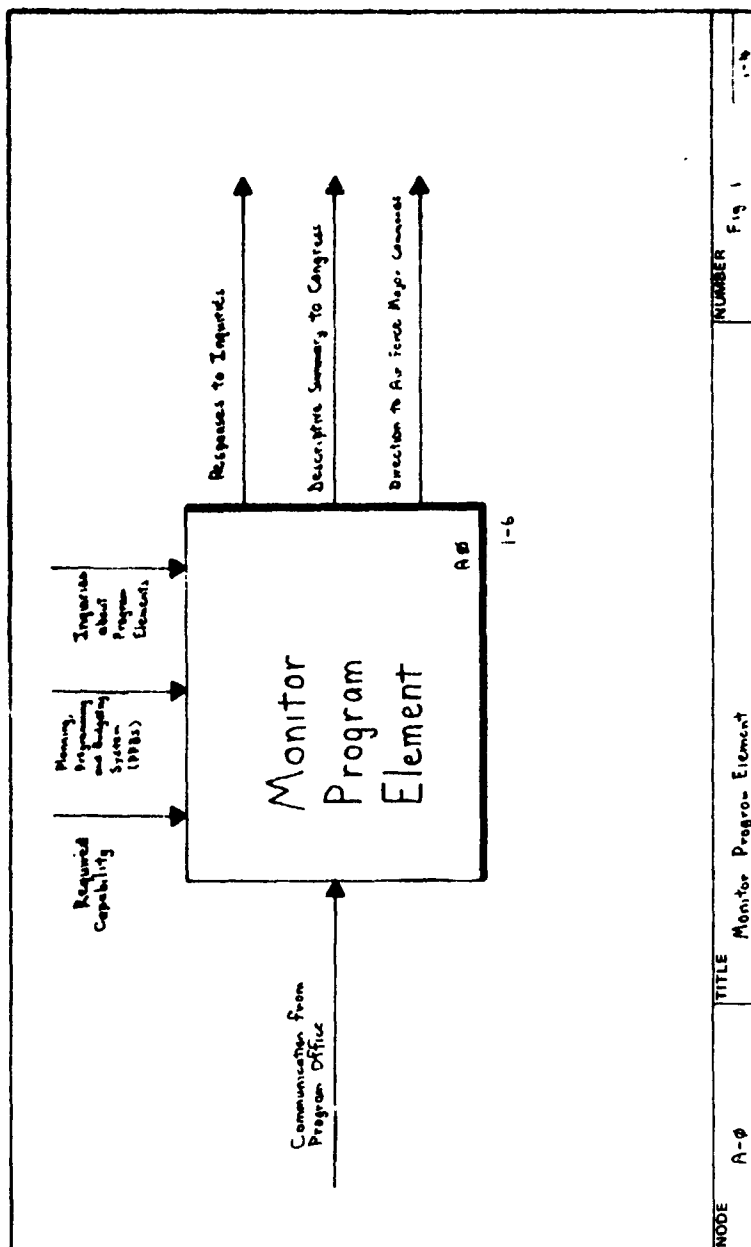 Required
Capability
Planning,
Programming
and Budgeting
System
(PPBS)
Inquiries
about
Program
Elements
Communication from
Program Office
Monitor
Program
Element
AØ
1-6
Responses to Inquiries
Descriptive Summary to Congress
Direction to Air Force Major Commands
NODE
A-Ø
TITLE
Monitor Program Element
NUMBER
Fig 1